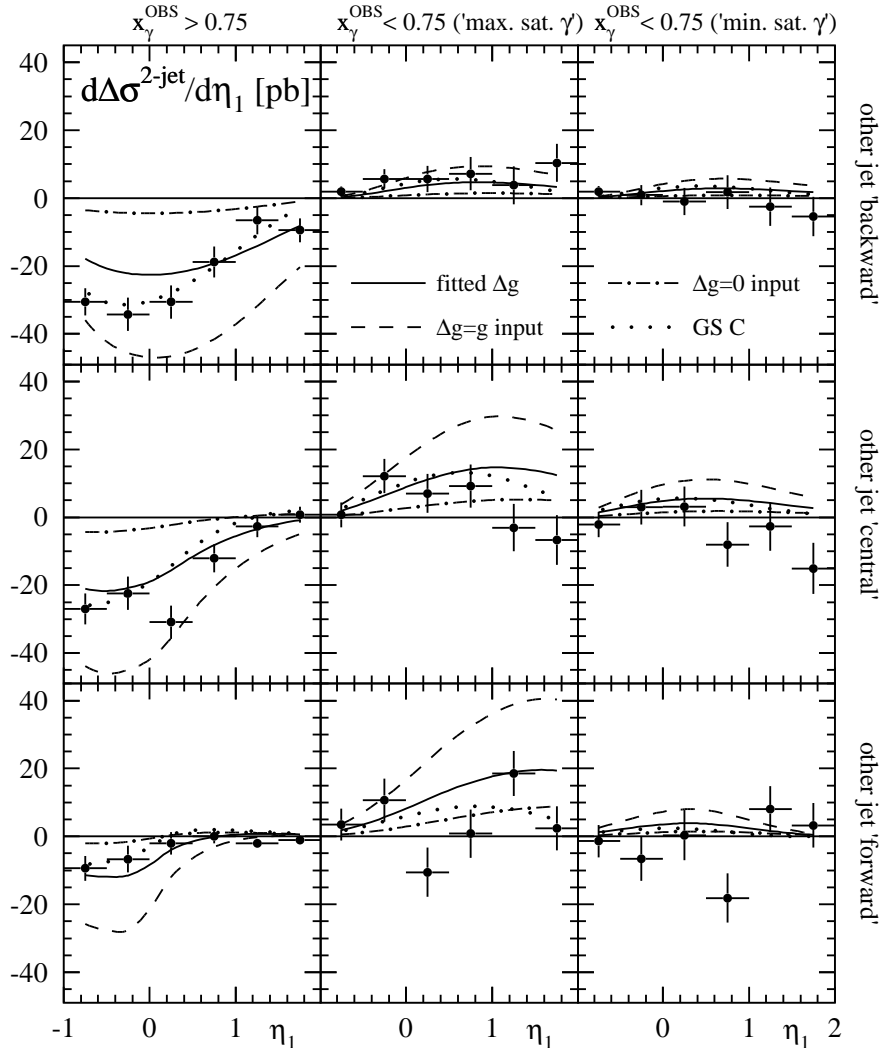 x_γ^OBS > 0.75
x_γ^OBS < 0.75 ('max. sat. γ')
x_γ^OBS < 0.75 ('min. sat. γ')
dΔσ^2-jet/dη_1 [pb]
40
20
0
-20
-40
fitted Δg
Δg=g input
Δg=0 input
GS C
other jet 'backward'
40
20
0
-20
-40
other jet 'central'
40
20
0
-20
-40
other jet 'forward'
-1 0 1 η_1
0 1 η_1
0 1 η_1 2